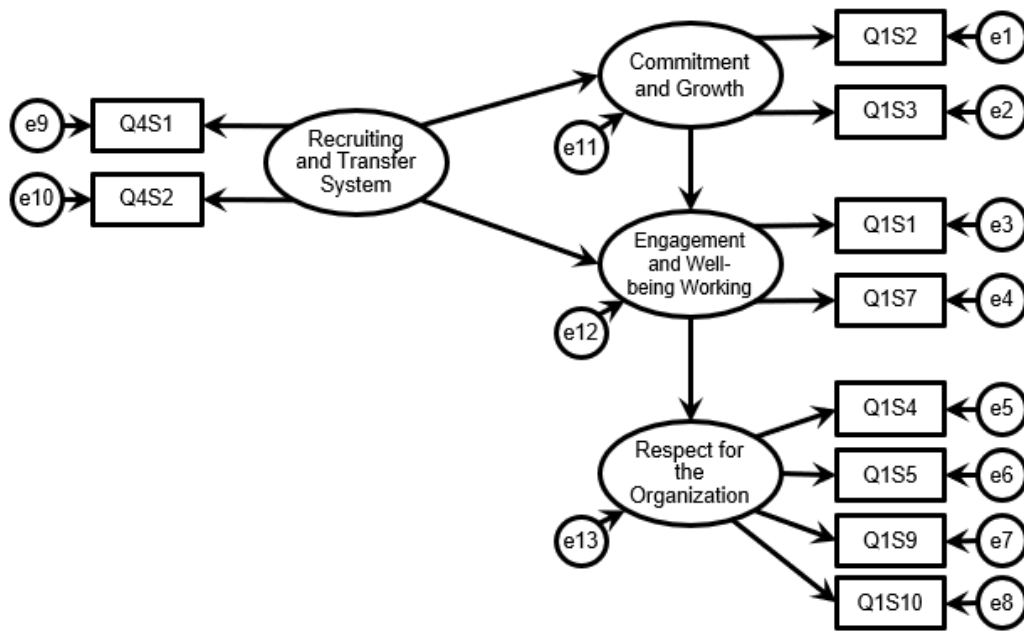 Q1S2
e1
Commitment
and Growth
e9
Q4S1
Recruiting
and Transfer
System
Q1S3
e2
e11
e10
Q4S2
Engagement
and Well-
being Working
Q1S1
e3
e12
Q1S7
e4
Respect for
the
Organization
Q1S4
e5
Q1S5
e6
e13
Q1S9
e7
Q1S10
e8